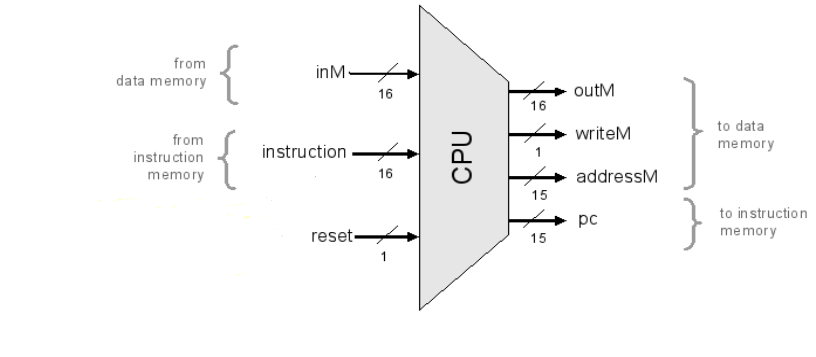 from
data memory
inM
16
from
instruction
memory
instruction
16
reset
1
CPU
outM
16
writeM
1
addressM
15
pc
15
to data
memory
to instruction
memory